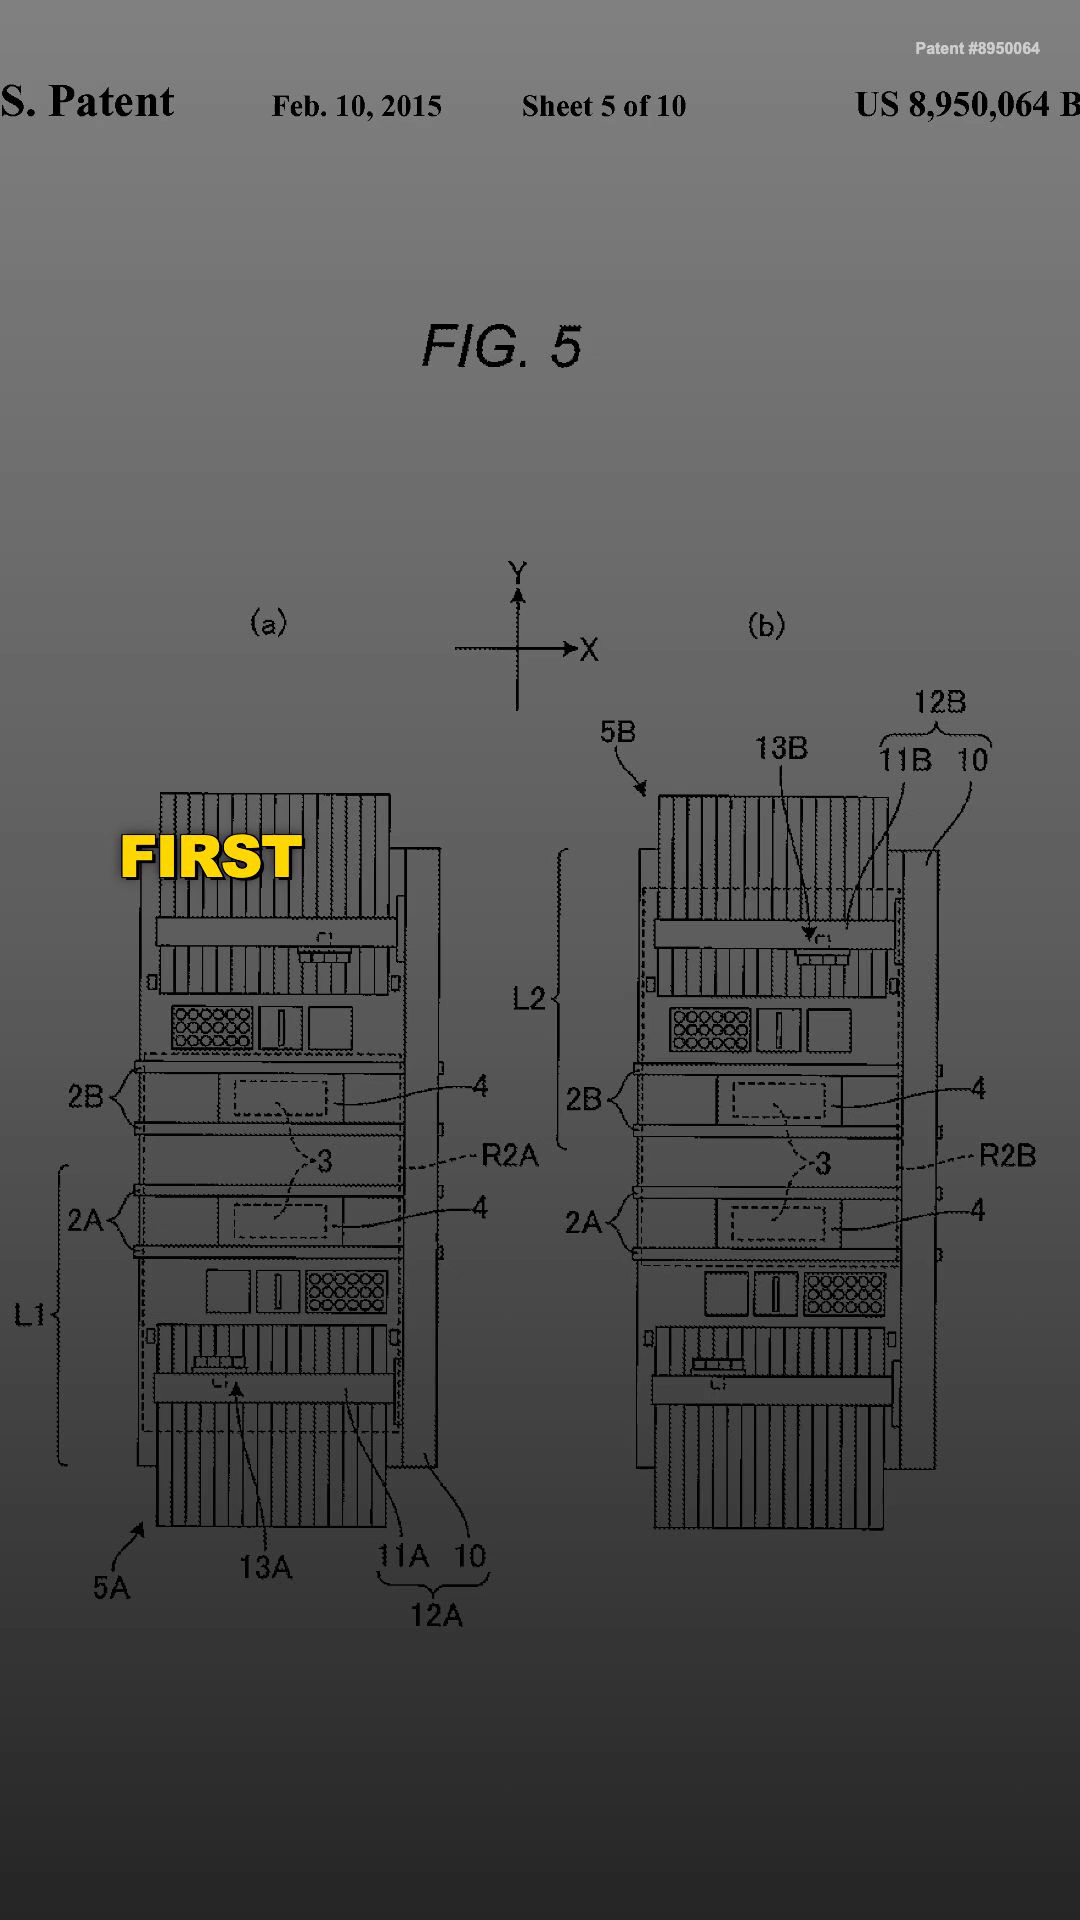 Patent #8950064
S. Patent Feb. 10, 2015 Sheet 5 of 10 US 8,950,064 B
FIG. 5
Y
(a) (b)
X
12B
5B 13B 11B 10
FIRST
L2
2B 4 2B 4
3 R2A 3 R2B
2A 4 2A 4
L1
13A 11A 10
5A
12A